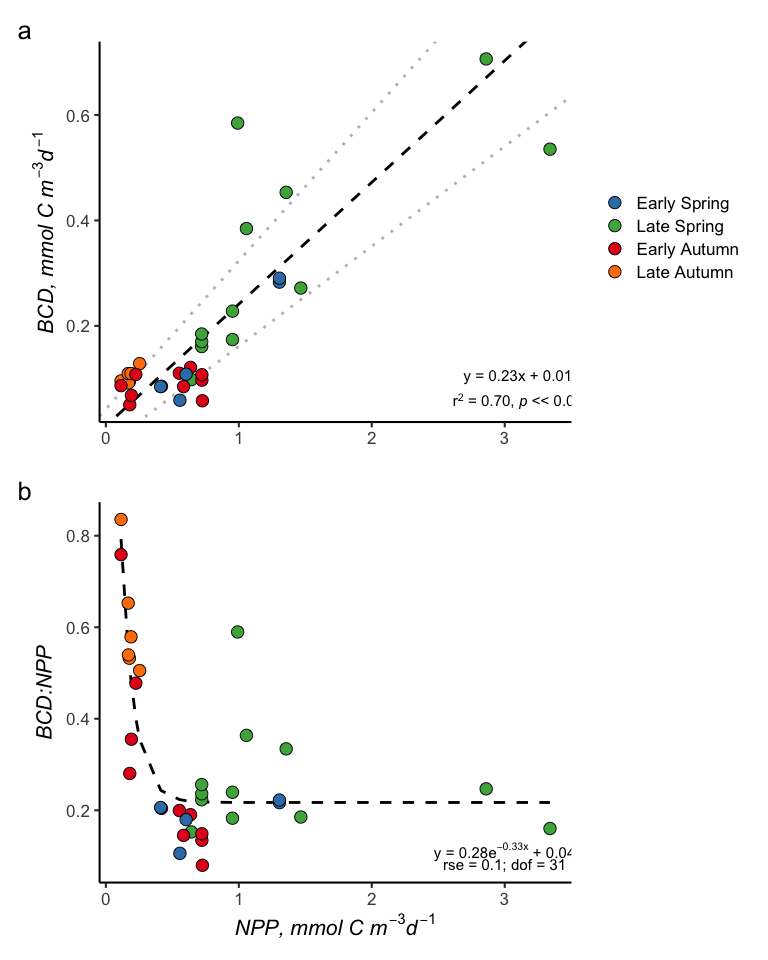 a
0.6
0.4
0.2
BCD, mmol C m⁻³d⁻¹
y = 0.23x + 0.01
r² = 0.70, p << 0.0
0
1
2
3
Early Spring
Late Spring
Early Autumn
Late Autumn
b
0.8
0.6
0.4
0.2
BCD:NPP
y = 0.28e⁻⁰·³³ˣ + 0.04
rse = 0.1; dof = 31
0
1
2
3
NPP, mmol C m⁻³d⁻¹